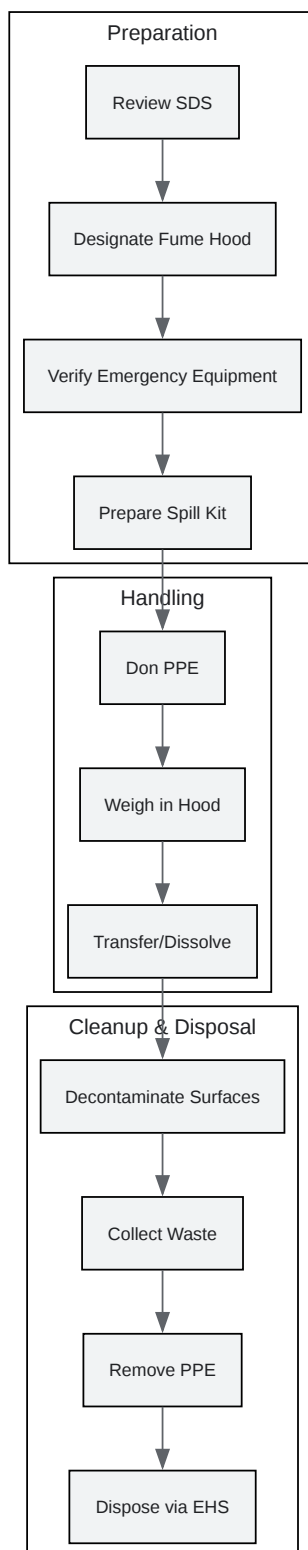 Preparation
Review SDS
Designate Fume Hood
Verify Emergency Equipment
Prepare Spill Kit
Handling
Don PPE
Weigh in Hood
Transfer/Dissolve
Cleanup & Disposal
Decontaminate Surfaces
Collect Waste
Remove PPE
Dispose via EHS